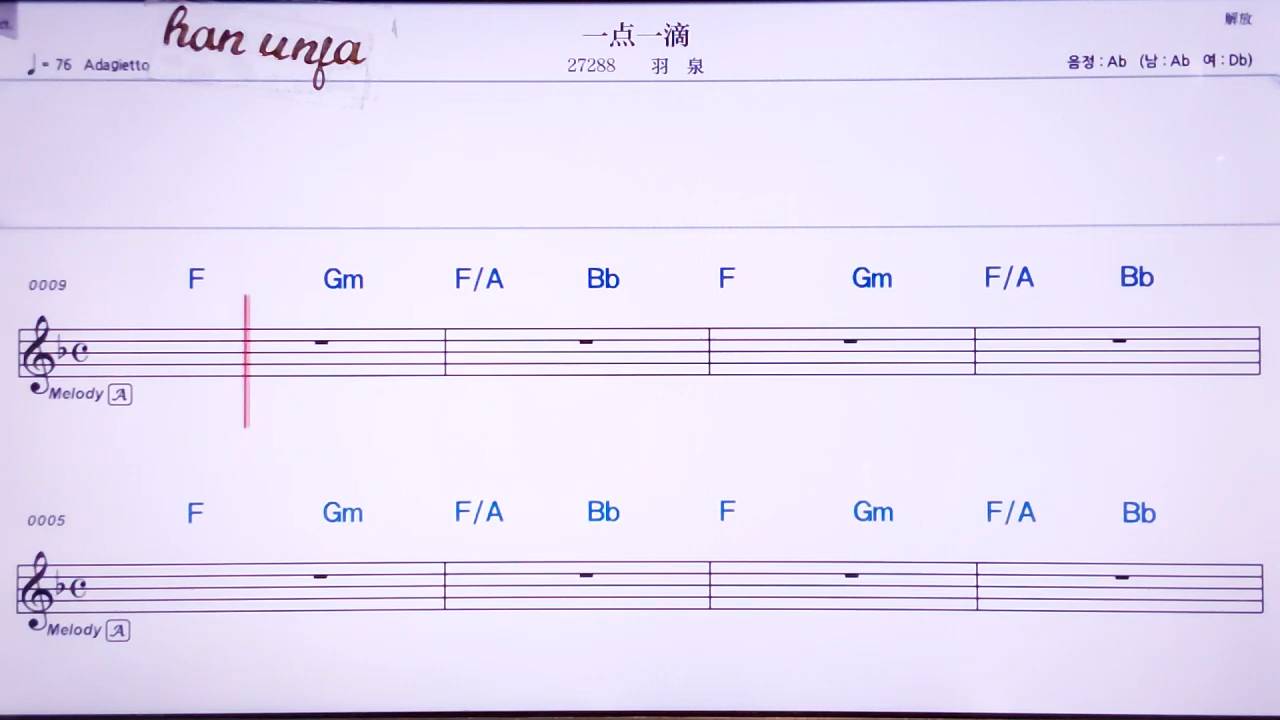 han unfa
一点一滴
解放
♩= 76 Adagietto
27288 羽 泉
음정 : Ab (남 : Ab 여 : Db)
F Gm F/A Bb F Gm F/A Bb
0009
Melody A
F Gm F/A Bb F Gm F/A Bb
0005
Melody A